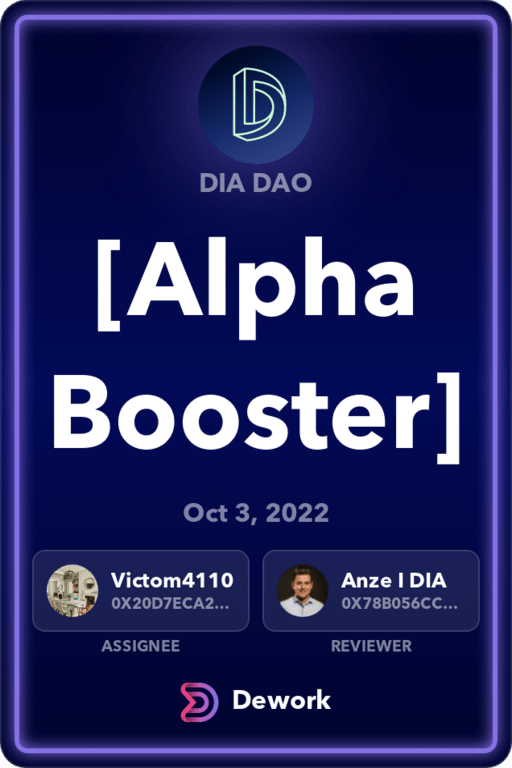 DIA DAO
[Alpha
Booster]
Oct 3, 2022
Victom4110
0X20D7ECA2...
ASSIGNEE
Anze I DIA
0X78B056CC...
REVIEWER
Dework